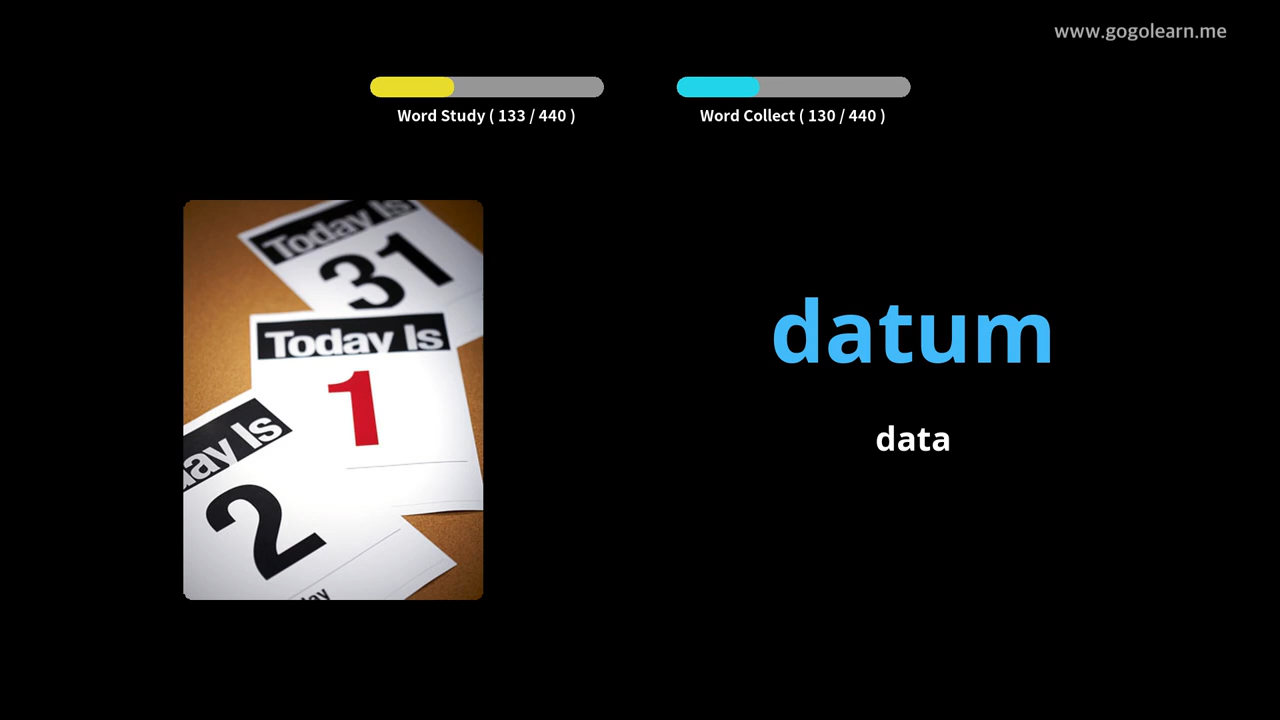 www.gogolearn.me
Word Study ( 133 / 440 )
Word Collect ( 130 / 440 )
Today Is
31
Today Is
1
day Is
2
datum
data